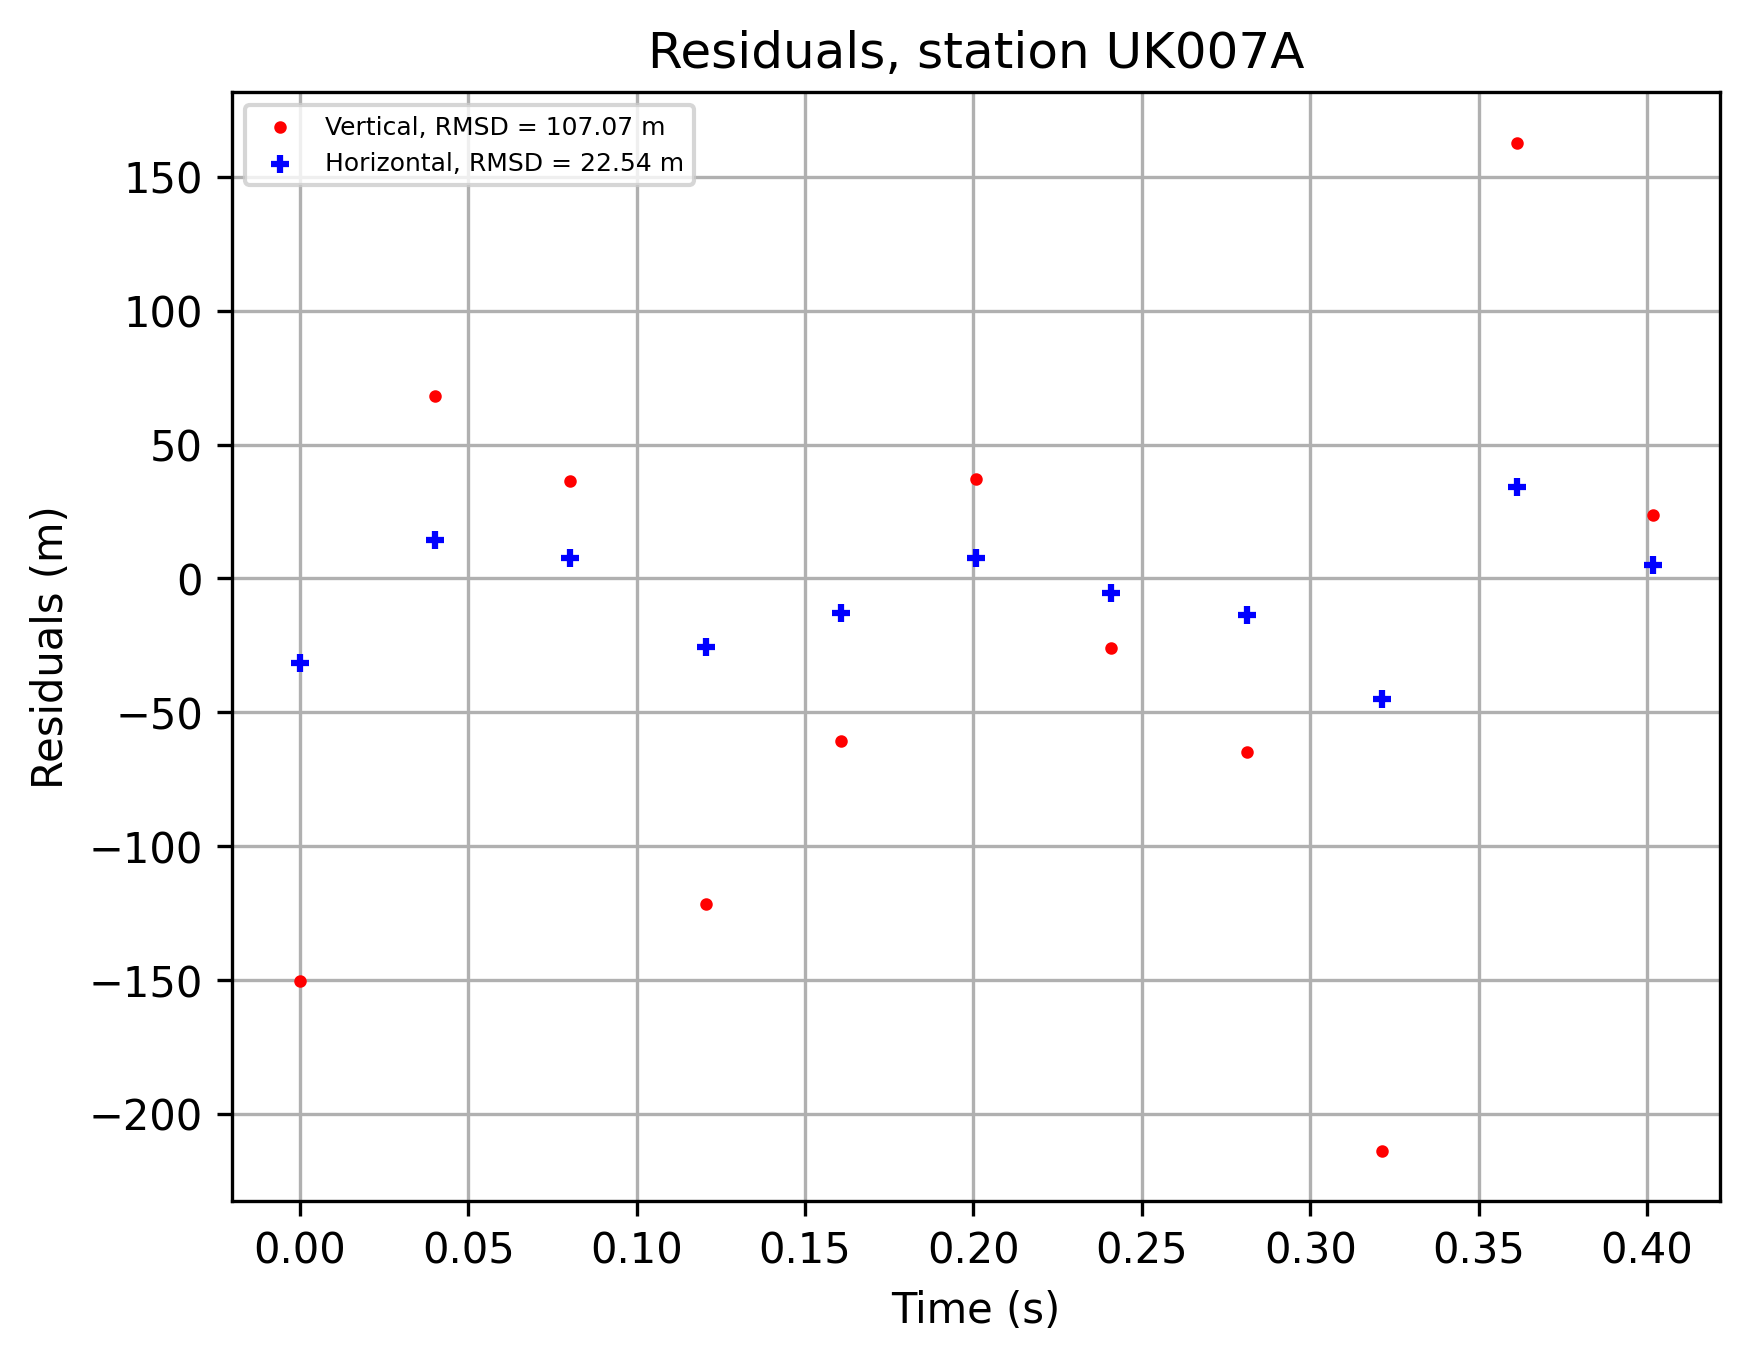 Residuals, station UK007A
Vertical, RMSD = 107.07 m
Horizontal, RMSD = 22.54 m
150
100
50
0
−50
−100
−150
−200
Residuals (m)
0.00 0.05 0.10 0.15 0.20 0.25 0.30 0.35 0.40
Time (s)